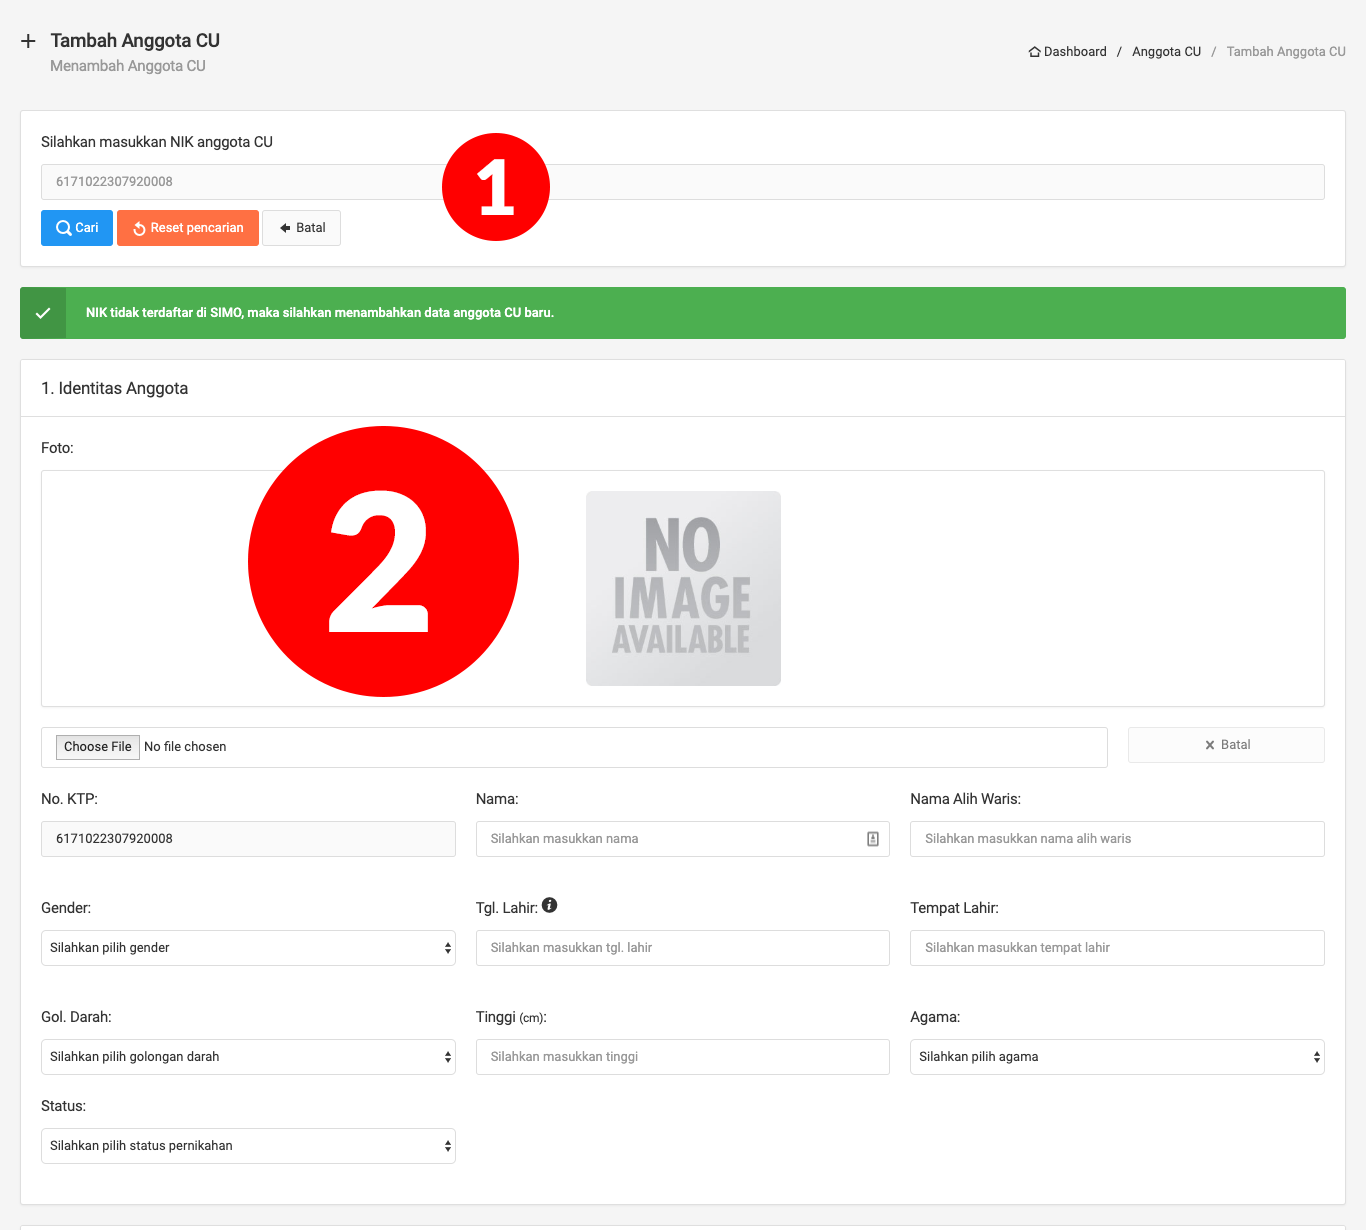 Tambah Anggota CU
Menambah Anggota CU
Dashboard / Anggota CU / Tambah Anggota CU
Silahkan masukkan NIK anggota CU
6171022307920008
1
Cari Reset pencarian Batal
NIK tidak terdaftar di SIMO, maka silahkan menambahkan data anggota CU baru.
1. Identitas Anggota
Foto:
2
NO
IMAGE
AVAILABLE
Choose File No file chosen
Batal
No. KTP: Nama: Nama Alih Waris:
6171022307920008 Silahkan masukkan nama Silahkan masukkan nama alih waris
Gender: Tgl. Lahir: Tempat Lahir:
Silahkan pilih gender Silahkan masukkan tgl. lahir Silahkan masukkan tempat lahir
Gol. Darah: Tinggi (cm): Agama:
Silahkan pilih golongan darah Silahkan masukkan tinggi Silahkan pilih agama
Status:
Silahkan pilih status pernikahan